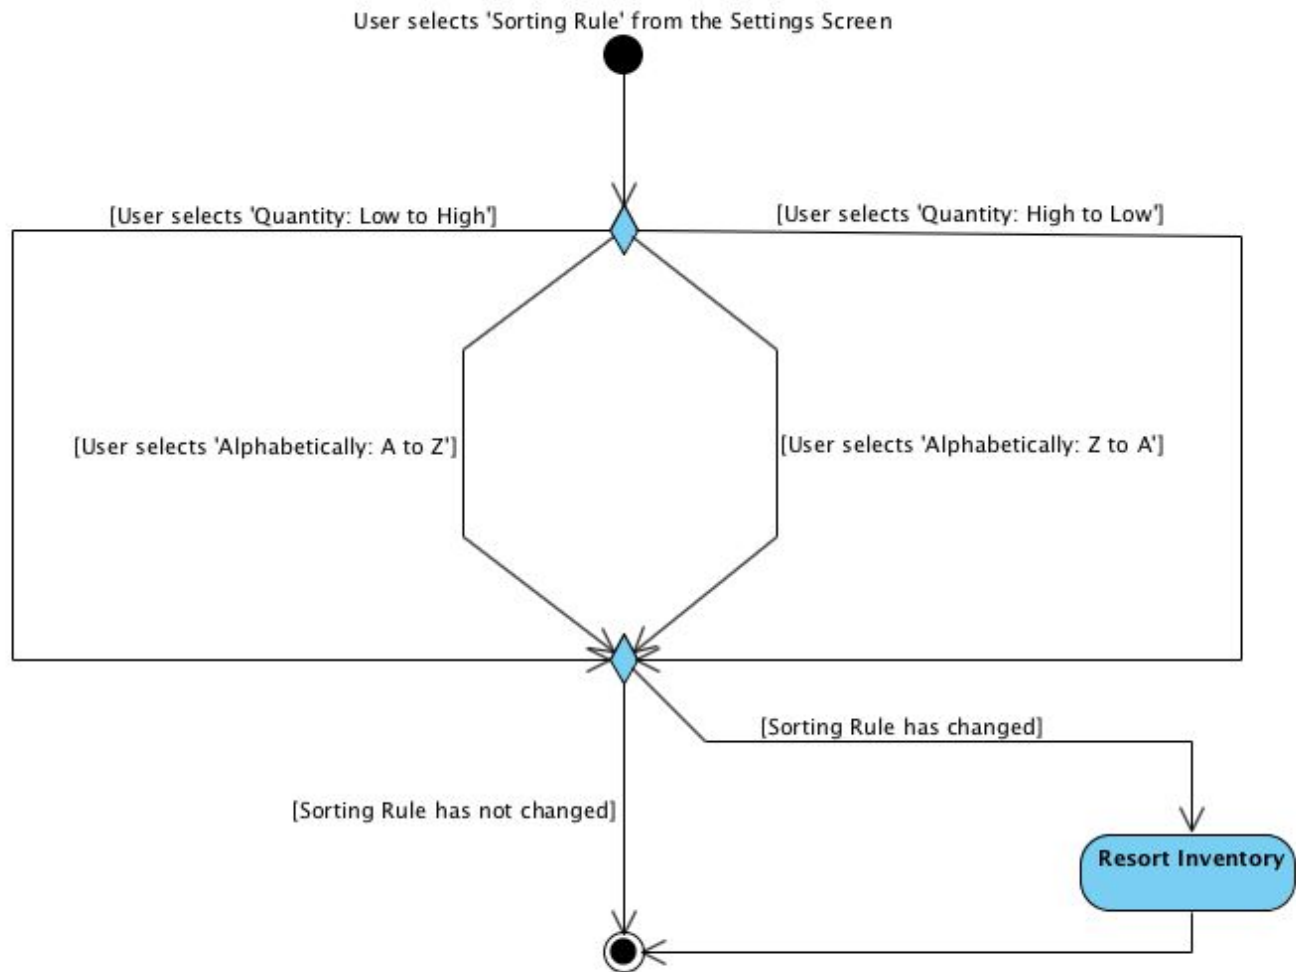 User selects 'Sorting Rule' from the Settings Screen
[User selects 'Quantity: Low to High']
[User selects 'Quantity: High to Low']
[User selects 'Alphabetically: A to Z']
[User selects 'Alphabetically: Z to A']
[Sorting Rule has changed]
[Sorting Rule has not changed]
Resort Inventory